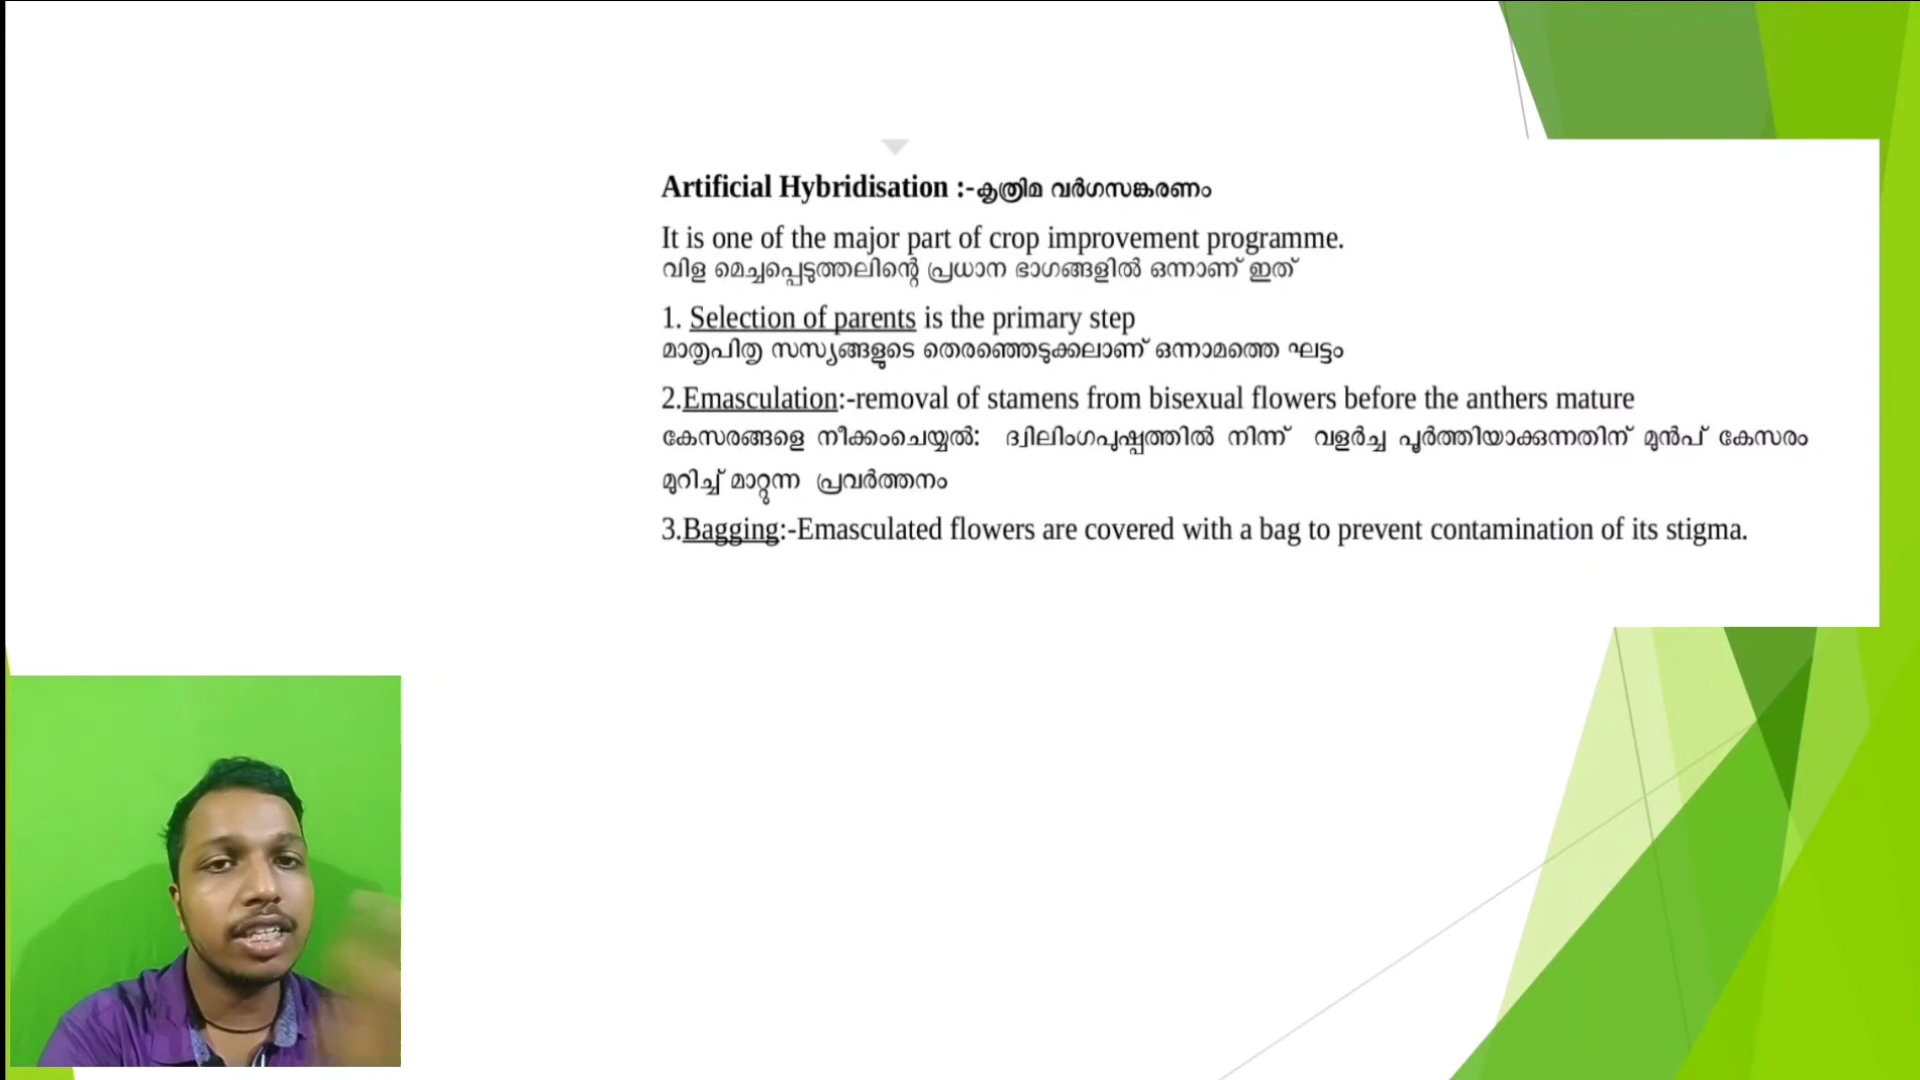 Artificial Hybridisation :-കൃത്രിമ വർഗസങ്കരണം
It is one of the major part of crop improvement programme.
വിള മെച്ചപ്പെടുത്തലിന്റെ പ്രധാന ഭാഗങ്ങളിൽ ഒന്നാണ് ഇത്
1. Selection of parents is the primary step
മാതൃപിതൃ സസ്യങ്ങളുടെ തെരഞ്ഞെടുക്കലാണ് ഒന്നാമത്തെ ഘട്ടം
2.Emasculation:-removal of stamens from bisexual flowers before the anthers mature
കേസരങ്ങളെ നീക്കംചെയ്യൽ: ദ്വിലിംഗപുഷ്പത്തിൽ നിന്ന് വളർച്ച പൂർത്തിയാക്കുന്നതിന് മുൻപ് കേസരം
മുറിച്ച് മാറ്റുന്ന പ്രവർത്തനം
3.Bagging:-Emasculated flowers are covered with a bag to prevent contamination of its stigma.